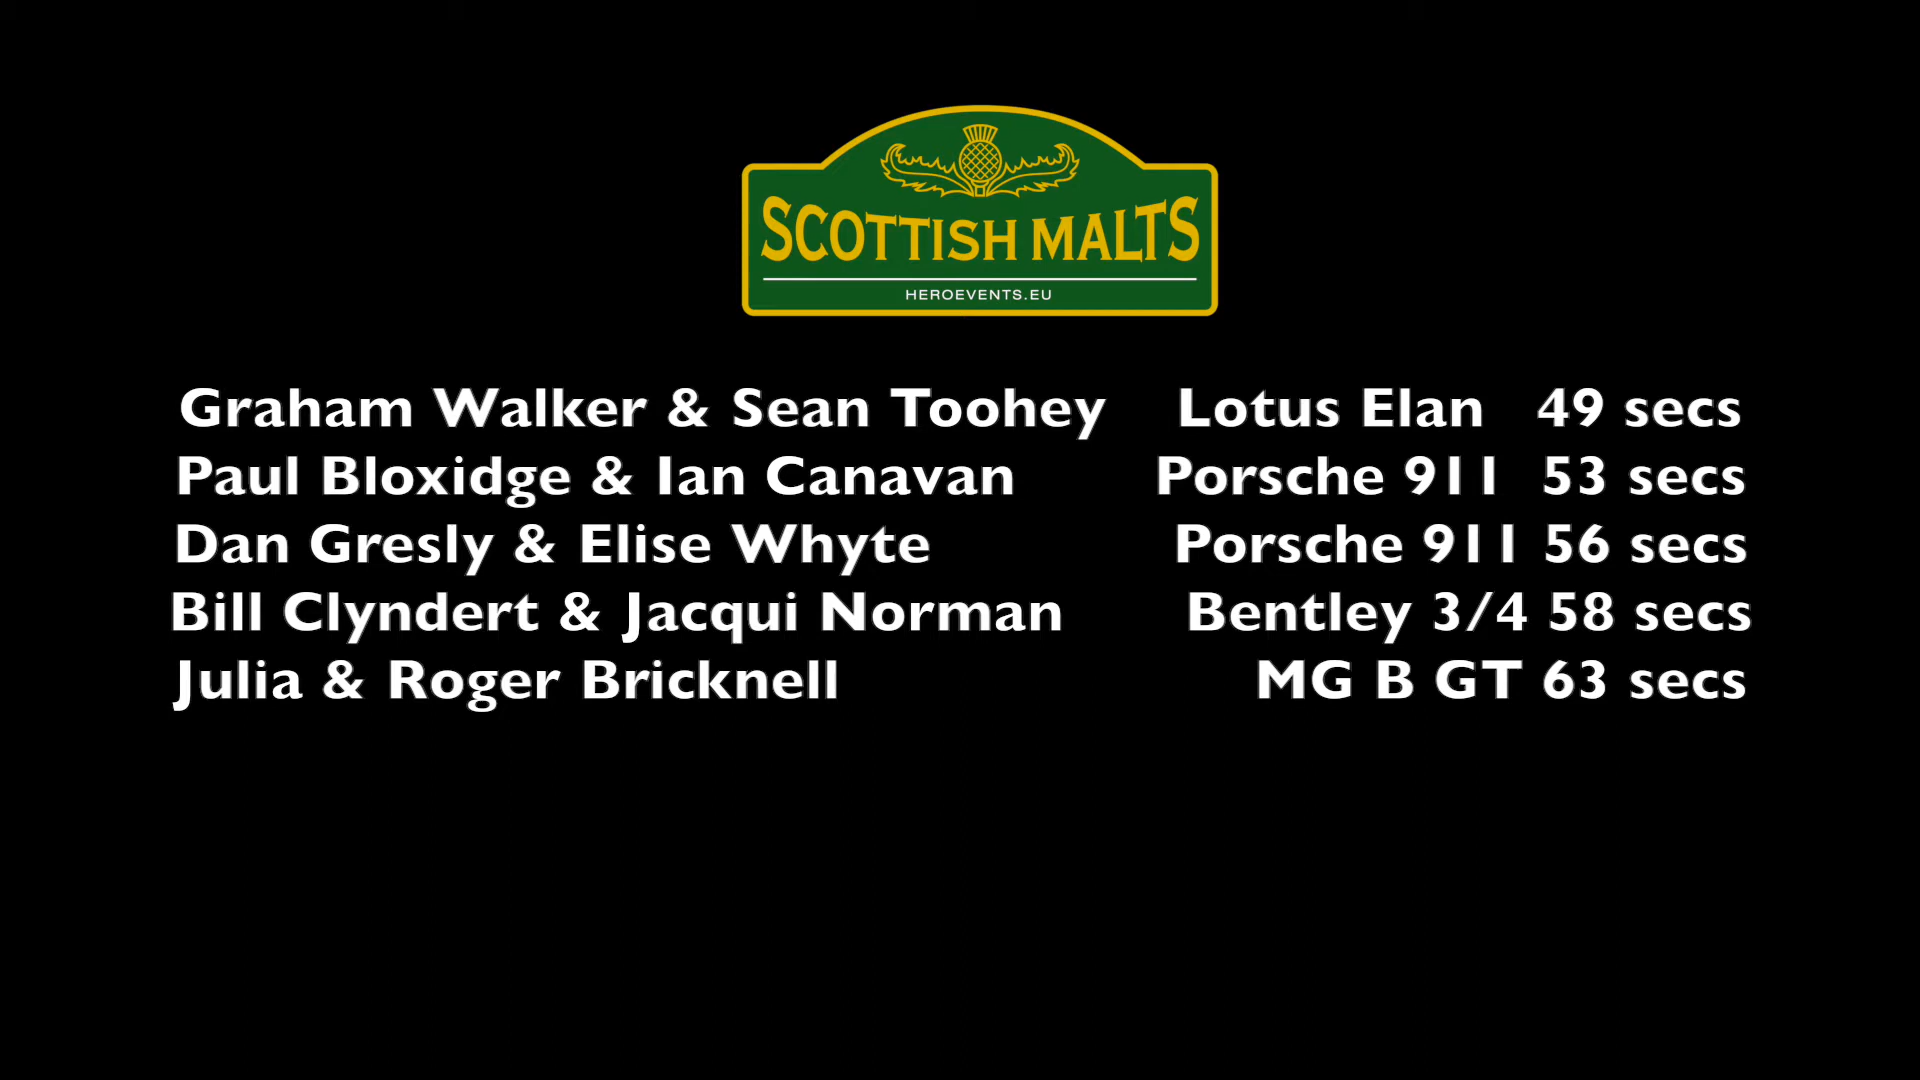 SCOTTISH MALTS
HEROEVENTS.EU
Graham Walker & Sean Toohey Lotus Elan 49 secs
Paul Bloxidge & Ian Canavan Porsche 911 53 secs
Dan Gresly & Elise Whyte Porsche 911 56 secs
Bill Clyndert & Jacqui Norman Bentley 3/4 58 secs
Julia & Roger Bricknell MG B GT 63 secs